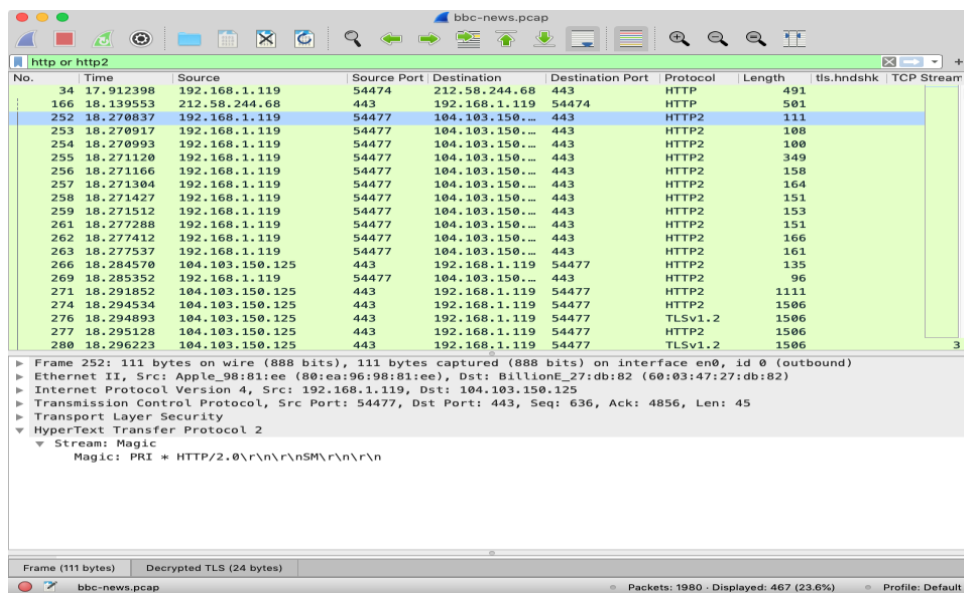 bbc-news.pcap
http or http2
No. Time Source Source Port Destination Destination Port Protocol Length tls.hndshk TCP Stream
34 17.912398 192.168.1.119 54474 212.58.244.68 443 HTTP 491
166 18.139553 212.58.244.68 443 192.168.1.119 54474 HTTP 501
252 18.270837 192.168.1.119 54477 104.103.150.… 443 HTTP2 111
253 18.270917 192.168.1.119 54477 104.103.150.… 443 HTTP2 108
254 18.270993 192.168.1.119 54477 104.103.150.… 443 HTTP2 100
255 18.271120 192.168.1.119 54477 104.103.150.… 443 HTTP2 349
256 18.271166 192.168.1.119 54477 104.103.150.… 443 HTTP2 158
257 18.271304 192.168.1.119 54477 104.103.150.… 443 HTTP2 164
258 18.271427 192.168.1.119 54477 104.103.150.… 443 HTTP2 151
259 18.271512 192.168.1.119 54477 104.103.150.… 443 HTTP2 153
261 18.277288 192.168.1.119 54477 104.103.150.… 443 HTTP2 151
262 18.277412 192.168.1.119 54477 104.103.150.… 443 HTTP2 166
263 18.277537 192.168.1.119 54477 104.103.150.… 443 HTTP2 161
266 18.284570 104.103.150.125 443 192.168.1.119 54477 HTTP2 135
269 18.285352 192.168.1.119 54477 104.103.150.… 443 HTTP2 96
271 18.291852 104.103.150.125 443 192.168.1.119 54477 HTTP2 1111
274 18.294534 104.103.150.125 443 192.168.1.119 54477 HTTP2 1506
276 18.294893 104.103.150.125 443 192.168.1.119 54477 TLSv1.2 1506
277 18.295128 104.103.150.125 443 192.168.1.119 54477 HTTP2 1506
280 18.296223 104.103.150.125 443 192.168.1.119 54477 TLSv1.2 1506 3
Frame 252: 111 bytes on wire (888 bits), 111 bytes captured (888 bits) on interface en0, id 0 (outbound)
Ethernet II, Src: Apple_98:81:ee (80:ea:96:98:81:ee), Dst: BillionE_27:db:82 (60:03:47:27:db:82)
Internet Protocol Version 4, Src: 192.168.1.119, Dst: 104.103.150.125
Transmission Control Protocol, Src Port: 54477, Dst Port: 443, Seq: 636, Ack: 4856, Len: 45
Transport Layer Security
HyperText Transfer Protocol 2
Stream: Magic
Magic: PRI * HTTP/2.0\r\n\r\nSM\r\n\r\n
Frame (111 bytes) Decrypted TLS (24 bytes)
bbc-news.pcap Packets: 1980 · Displayed: 467 (23.6%) Profile: Default